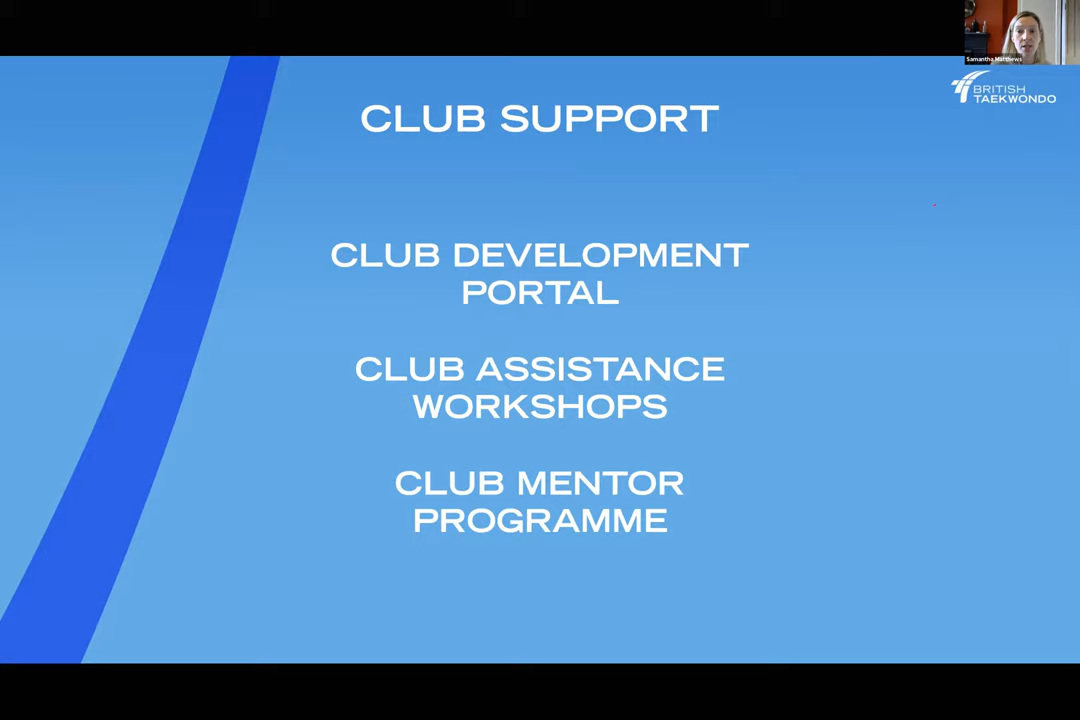 Samantha Matthews
BRITISH
TAEKWONDO
CLUB SUPPORT
CLUB DEVELOPMENT
PORTAL
CLUB ASSISTANCE
WORKSHOPS
CLUB MENTOR
PROGRAMME